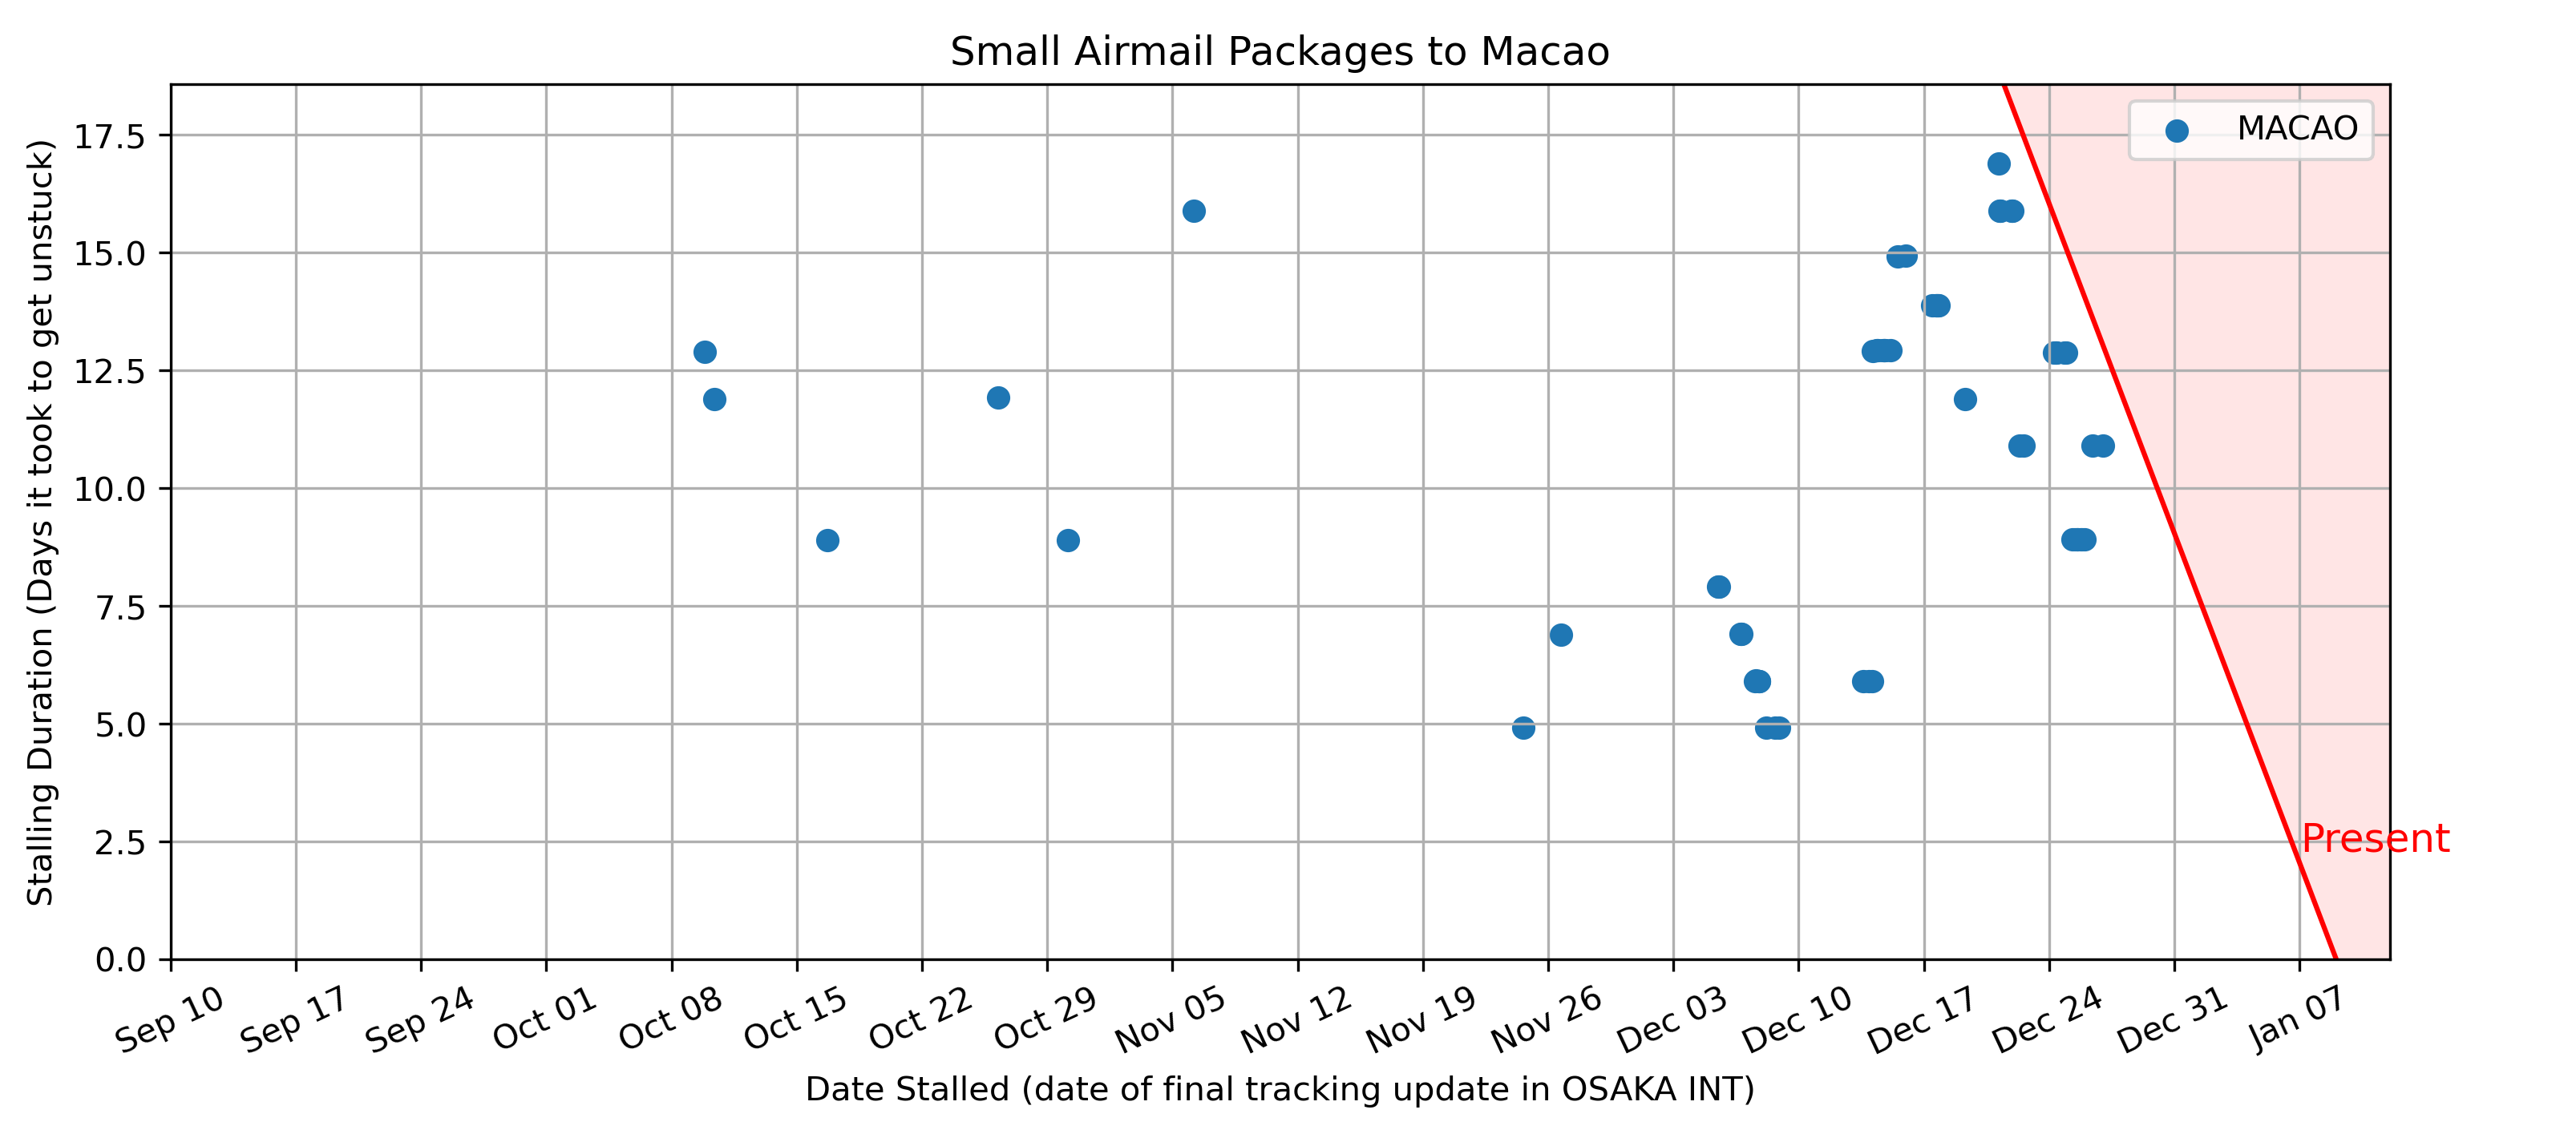 Small Airmail Packages to Macao
MACAO
Stalling Duration (Days it took to get unstuck)
17.5
15.0
12.5
10.0
7.5
5.0
2.5
0.0
Present
Sep 10
Sep 17
Sep 24
Oct 01
Oct 08
Oct 15
Oct 22
Oct 29
Nov 05
Nov 12
Nov 19
Nov 26
Dec 03
Dec 10
Dec 17
Dec 24
Dec 31
Jan 07
Date Stalled (date of final tracking update in OSAKA INT)